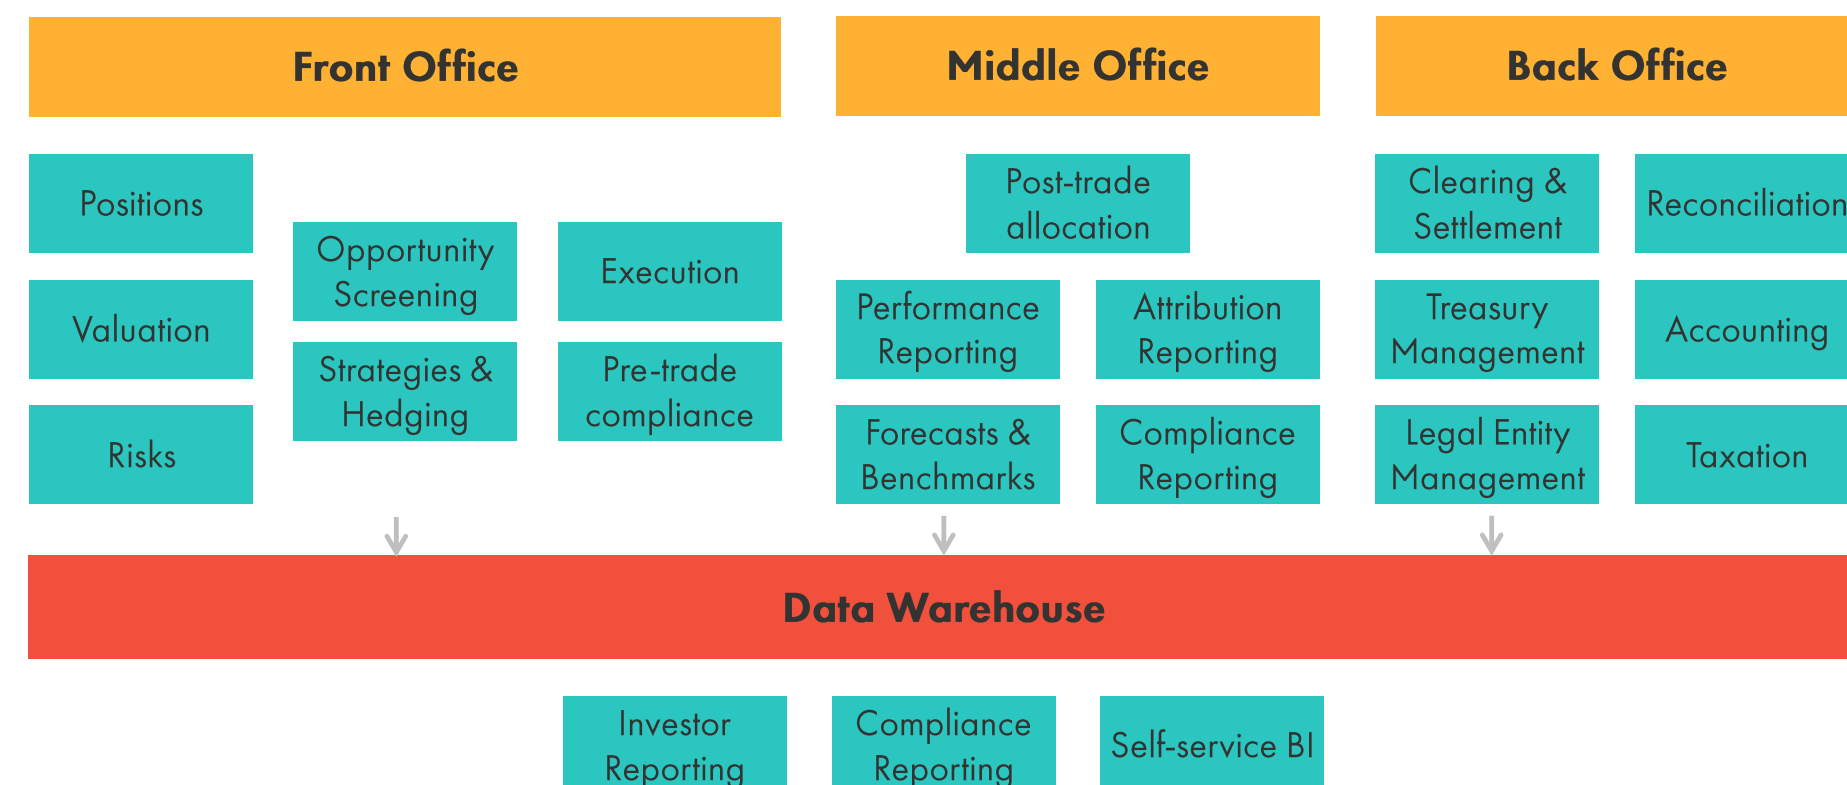 Front Office
Middle Office
Back Office
Positions
Valuation
Risks
Opportunity
Screening
Strategies &
Hedging
Execution
Pre-trade
compliance
Post-trade
allocation
Performance
Reporting
Attribution
Reporting
Forecasts &
Benchmarks
Compliance
Reporting
Clearing &
Settlement
Reconciliation
Treasury
Management
Accounting
Legal Entity
Management
Taxation
Data Warehouse
Investor
Reporting
Compliance
Reporting
Self-service BI